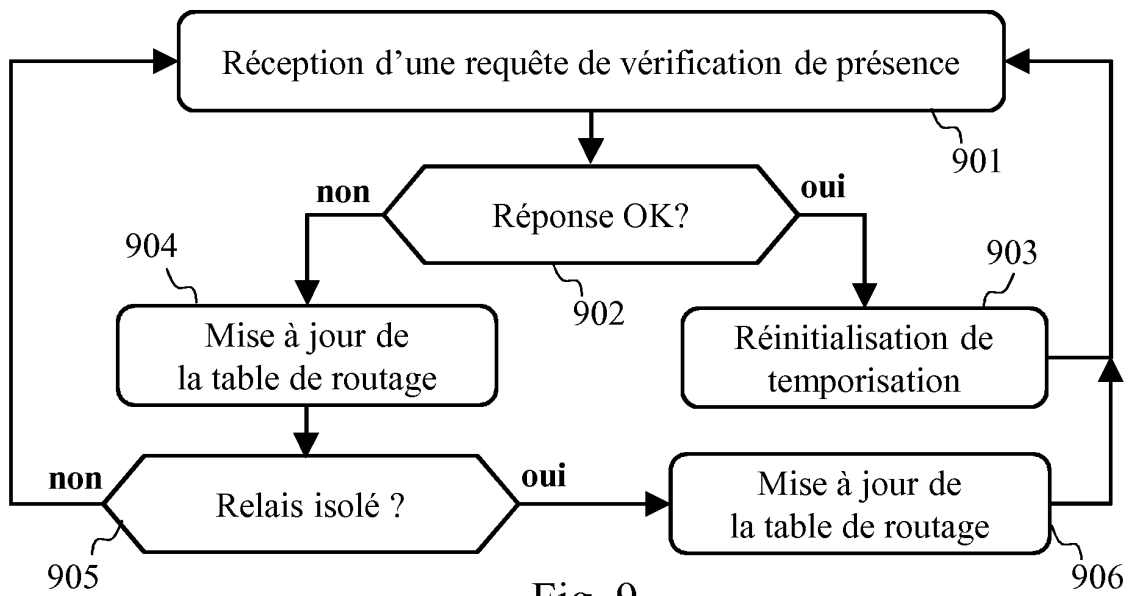 Réception d’une requête de vérification de présence
901
non
oui
Réponse OK?
904
903
902
Mise à jour de
la table de routage
Réinitialisation de
temporisation
non
oui
Relais isolé ?
Mise à jour de
la table de routage
905
906
Fig. 9